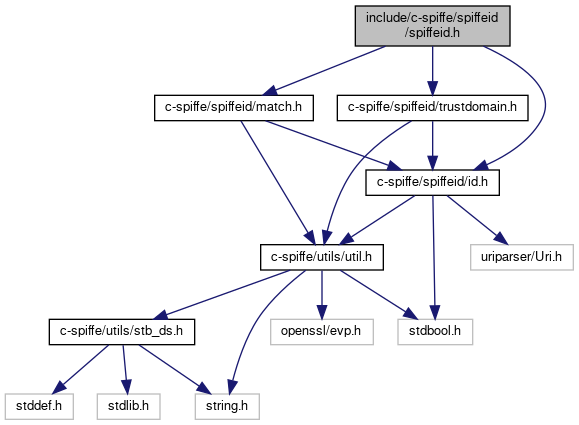 include/c-spiffe/spiffeid
/spiffeid.h
c-spiffe/spiffeid/match.h
c-spiffe/spiffeid/trustdomain.h
c-spiffe/spiffeid/id.h
c-spiffe/utils/util.h
uriparser/Uri.h
c-spiffe/utils/stb_ds.h
openssl/evp.h
stdbool.h
stddef.h
stdlib.h
string.h